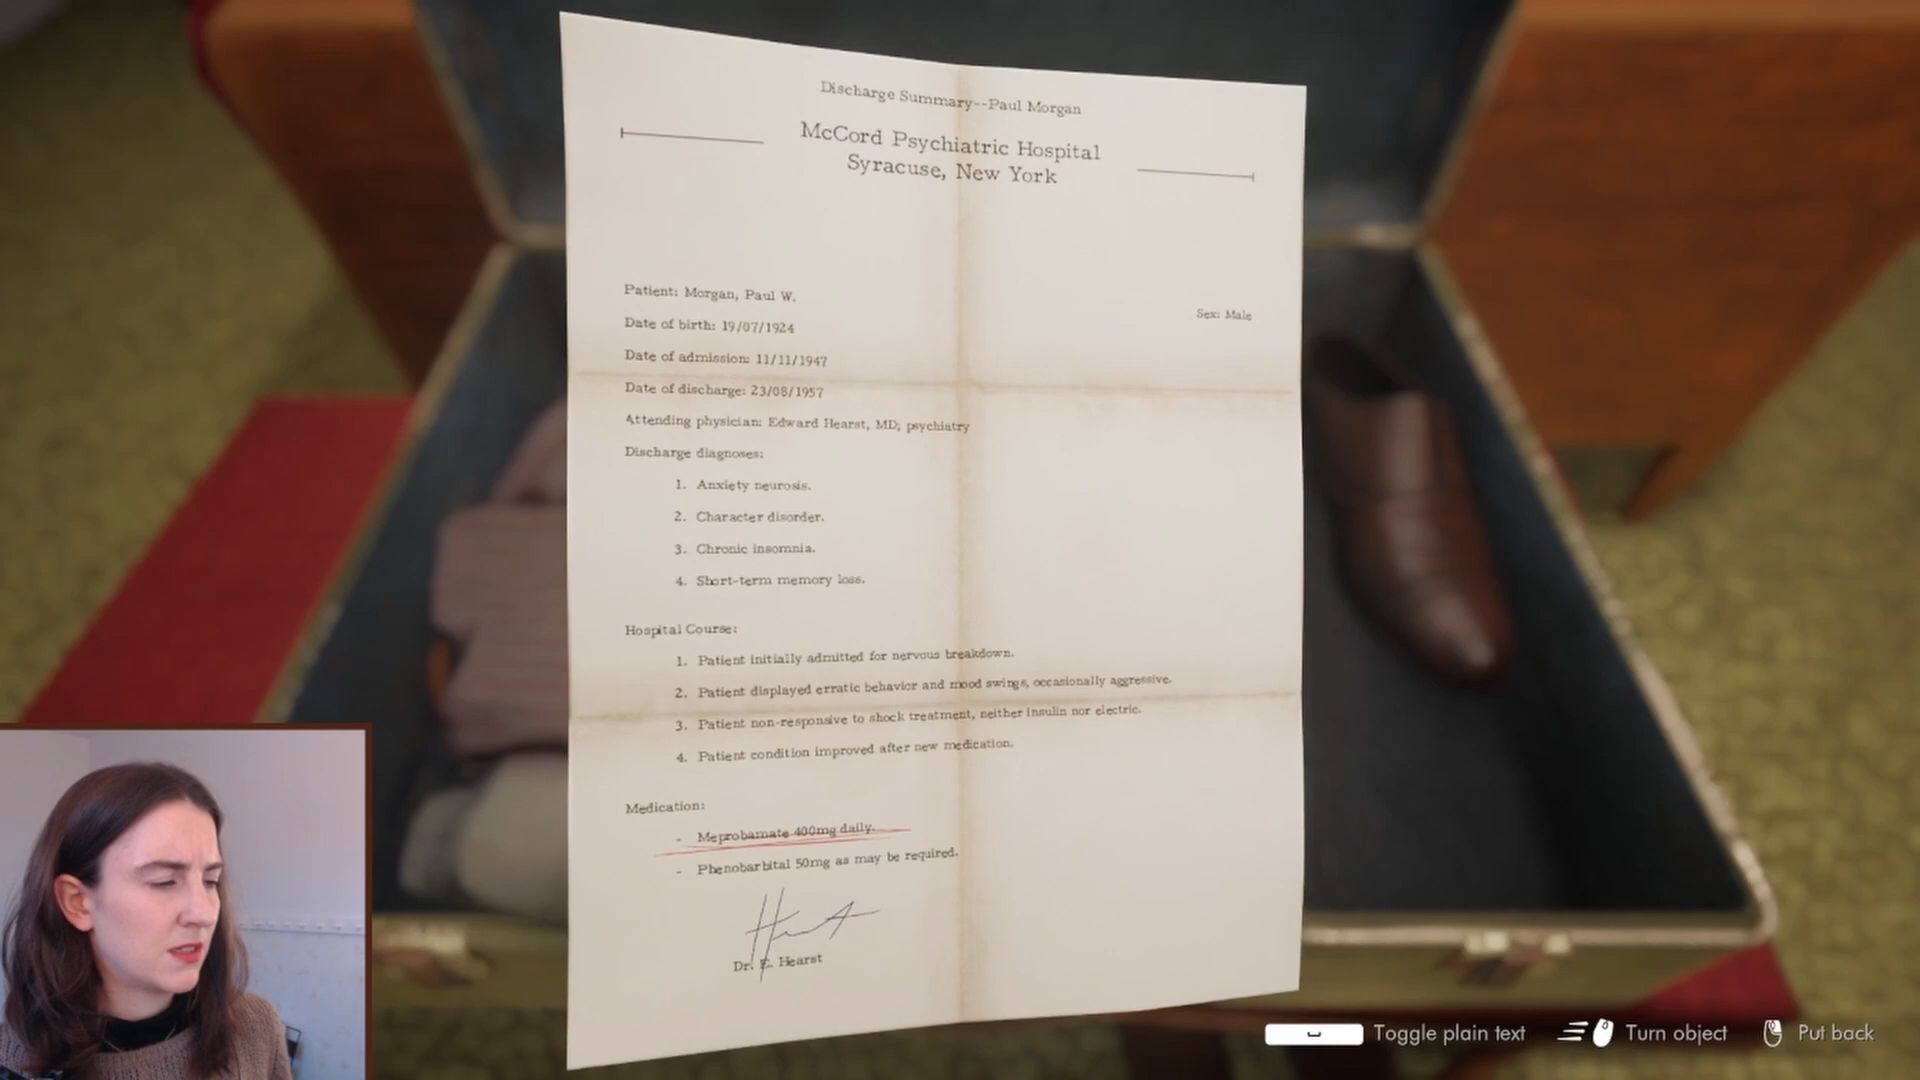 Discharge Summary--Paul Morgan
McCord Psychiatric Hospital
Syracuse, New York
Patient: Morgan, Paul W.
Sex: Male
Date of birth: 19/07/1924
Date of admission: 11/11/1947
Date of discharge: 23/08/1957
Attending physician: Edward Hearst, MD; psychiatry
Discharge diagnoses:
1. Anxiety neurosis.
2. Character disorder.
3. Chronic insomnia.
4. Short-term memory loss.
Hospital Course:
1. Patient initially admitted for nervous breakdown.
2. Patient displayed erratic behavior and mood swings, occasionally aggressive.
3. Patient non-responsive to shock treatment, neither insulin nor electric.
4. Patient condition improved after new medication.
Medication:
- Meprobamate 400mg daily.
- Phenobarbital 50mg as may be required.
Dr. E. Hearst
Toggle plain text
Turn object
Put back